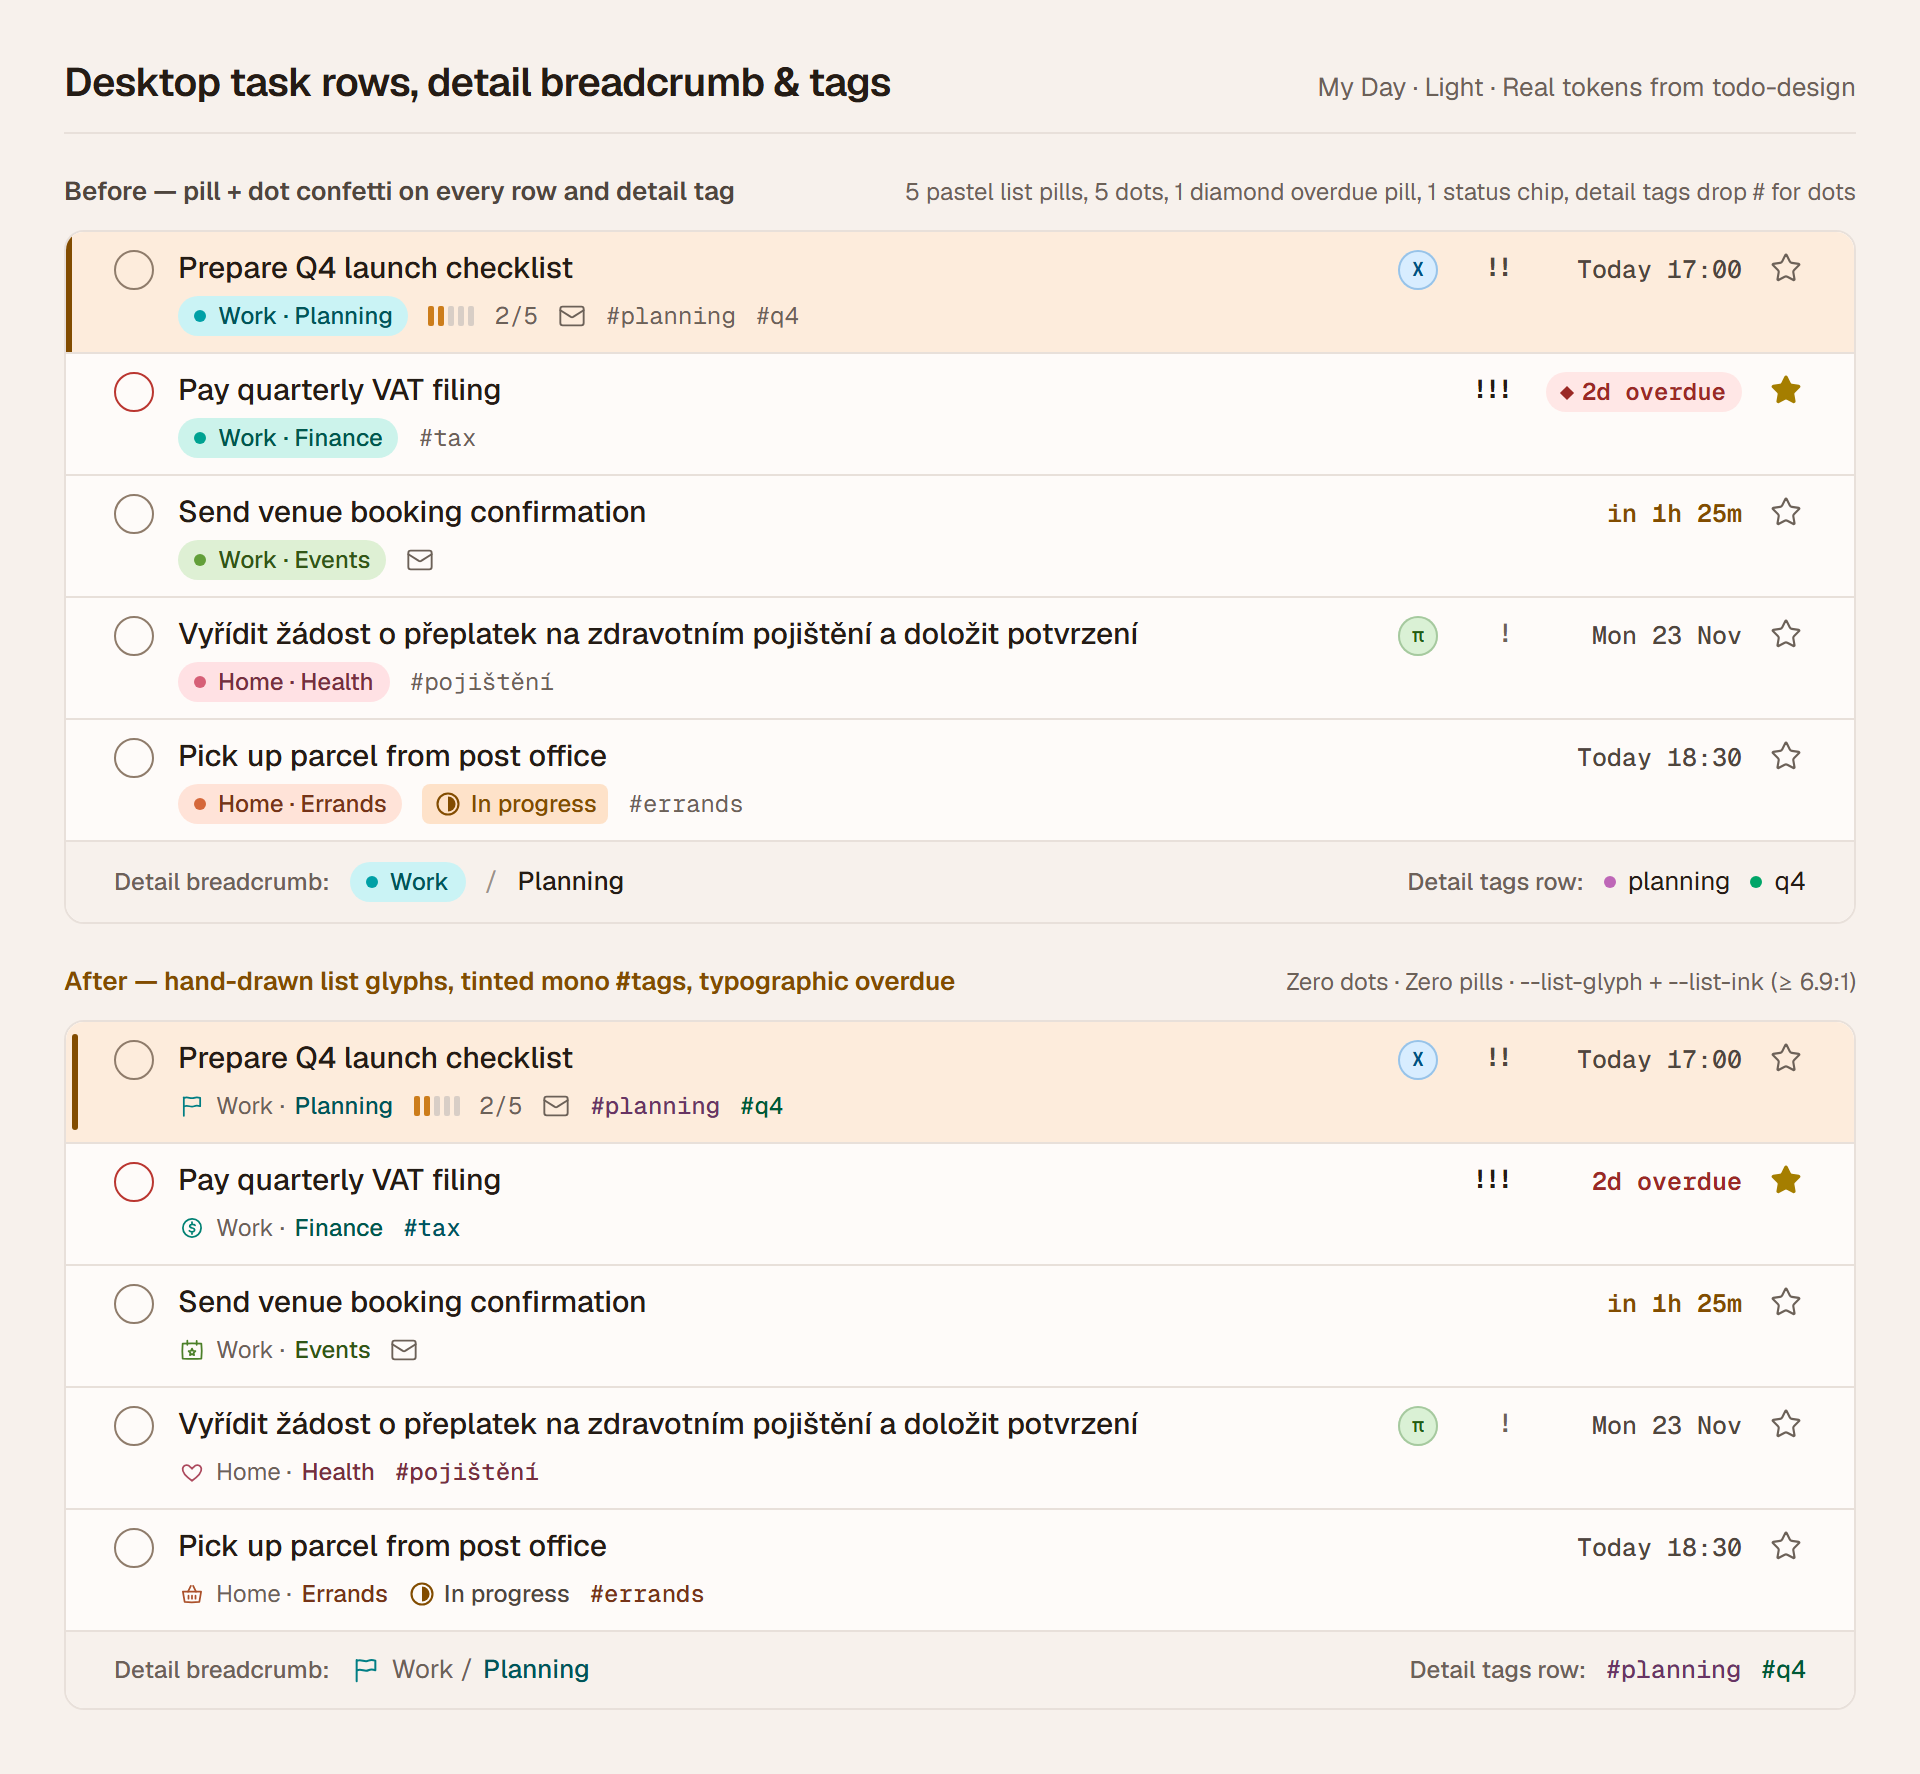 Desktop task rows, detail breadcrumb & tags
My Day · Light · Real tokens from todo-design
Before — pill + dot confetti on every row and detail tag
5 pastel list pills, 5 dots, 1 diamond overdue pill, 1 status chip, detail tags drop # for dots
Prepare Q4 launch checklist X !! Today 17:00
Work · Planning 2/5 #planning #q4
Pay quarterly VAT filing !!! 2d overdue
Work · Finance #tax
Send venue booking confirmation in 1h 25m
Work · Events
Vyřídit žádost o přeplatek na zdravotním pojištění a doložit potvrzení π ! Mon 23 Nov
Home · Health #pojištění
Pick up parcel from post office Today 18:30
Home · Errands In progress #errands
Detail breadcrumb: Work / Planning Detail tags row: planning q4
After — hand-drawn list glyphs, tinted mono #tags, typographic overdue
Zero dots · Zero pills · --list-glyph + --list-ink (≥ 6.9:1)
Prepare Q4 launch checklist X !! Today 17:00
Work · Planning 2/5 #planning #q4
Pay quarterly VAT filing !!! 2d overdue
Work · Finance #tax
Send venue booking confirmation in 1h 25m
Work · Events
Vyřídit žádost o přeplatek na zdravotním pojištění a doložit potvrzení π ! Mon 23 Nov
Home · Health #pojištění
Pick up parcel from post office Today 18:30
Home · Errands In progress #errands
Detail breadcrumb: Work / Planning Detail tags row: #planning #q4